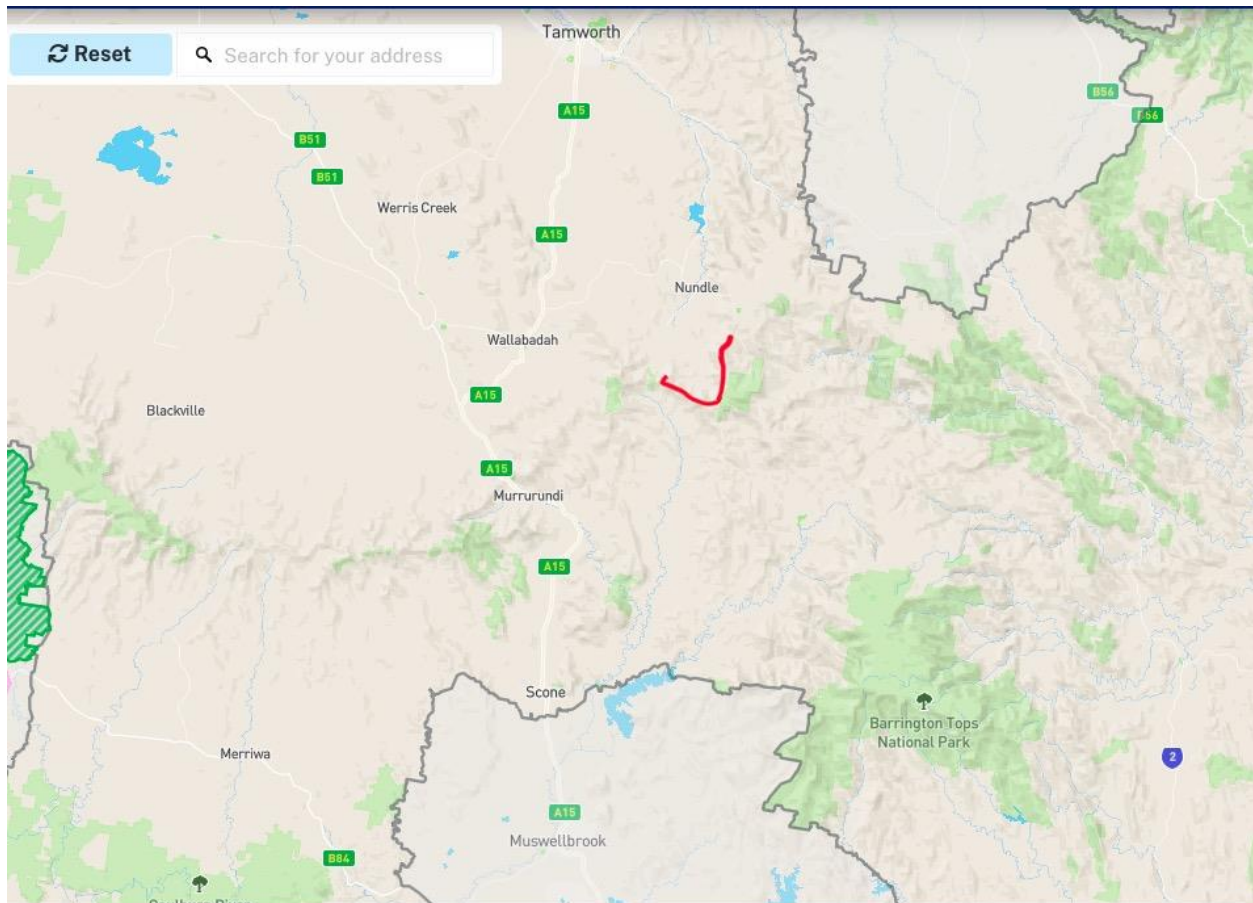 Tamworth
Reset
Search for your address
A15
B56
B56
B51
B51
Werris Creek
A15
Nundle
Wallabadah
A15
Blackville
A15
Murrurundi
A15
Scone
Barrington Tops
National Park
Merriwa
2
A15
Muswellbrook
B84